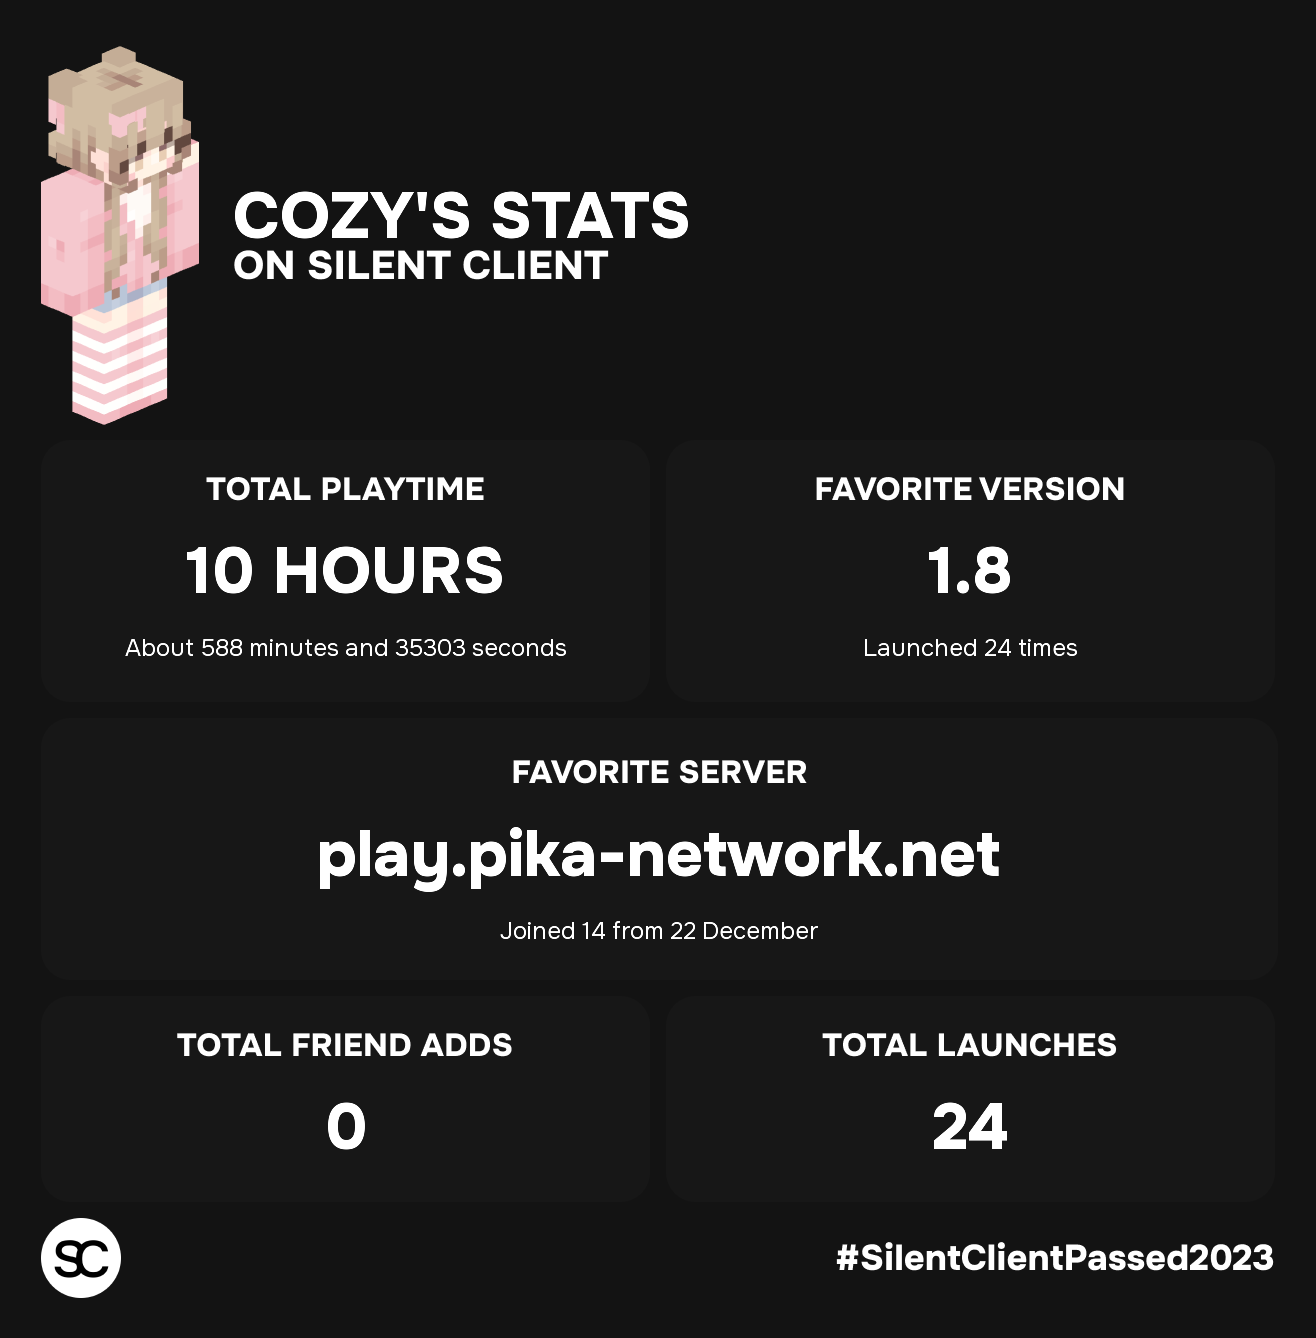 COZY'S STATS
ON SILENT CLIENT
TOTAL PLAYTIME
10 HOURS
About 588 minutes and 35303 seconds
FAVORITE VERSION
1.8
Launched 24 times
FAVORITE SERVER
play.pika-network.net
Joined 14 from 22 December
TOTAL FRIEND ADDS
0
TOTAL LAUNCHES
24
SC
#SilentClientPassed2023